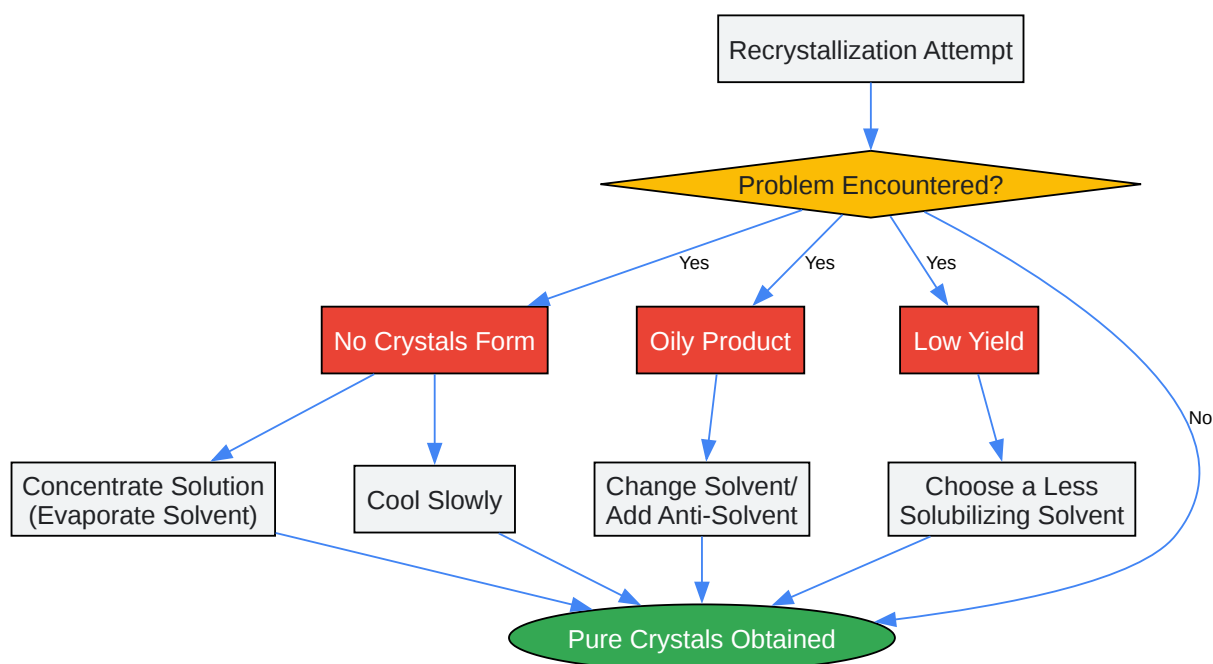 Recrystallization Attempt
Problem Encountered?
Yes
Yes
Yes
No Crystals Form
Oily Product
Low Yield
No
Concentrate Solution
(Evaporate Solvent)
Cool Slowly
Change Solvent/
Add Anti-Solvent
Choose a Less
Solubilizing Solvent
Pure Crystals Obtained